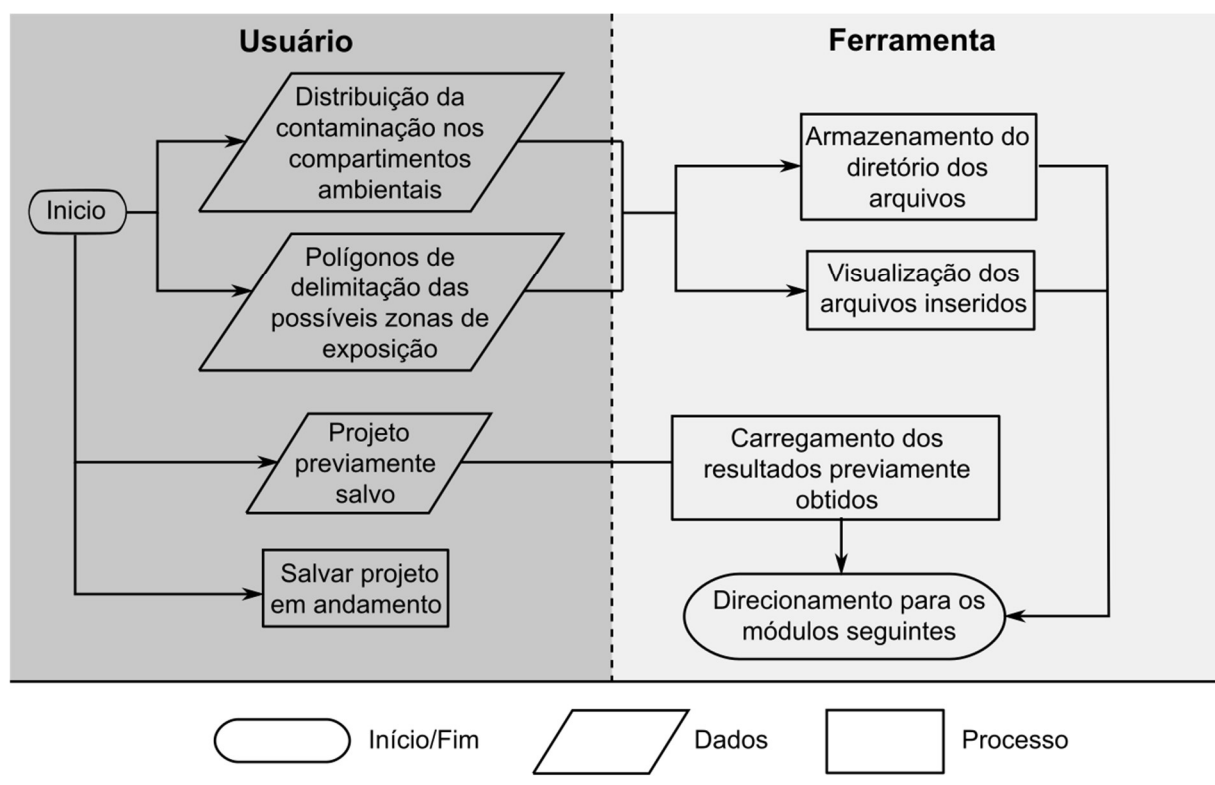 Usuário
Ferramenta
Distribuição da
contaminação nos
compartimentos
ambientais
Armazenamento do
diretório dos
arquivos
Inicio
Polígonos de
delimitação das
possíveis zonas de
exposição
Visualização dos
arquivos inseridos
Projeto
previamente
salvo
Carregamento dos
resultados previamente
obtidos
Salvar projeto
em andamento
Direcionamento para os
módulos seguintes
Início/Fim
Dados
Processo